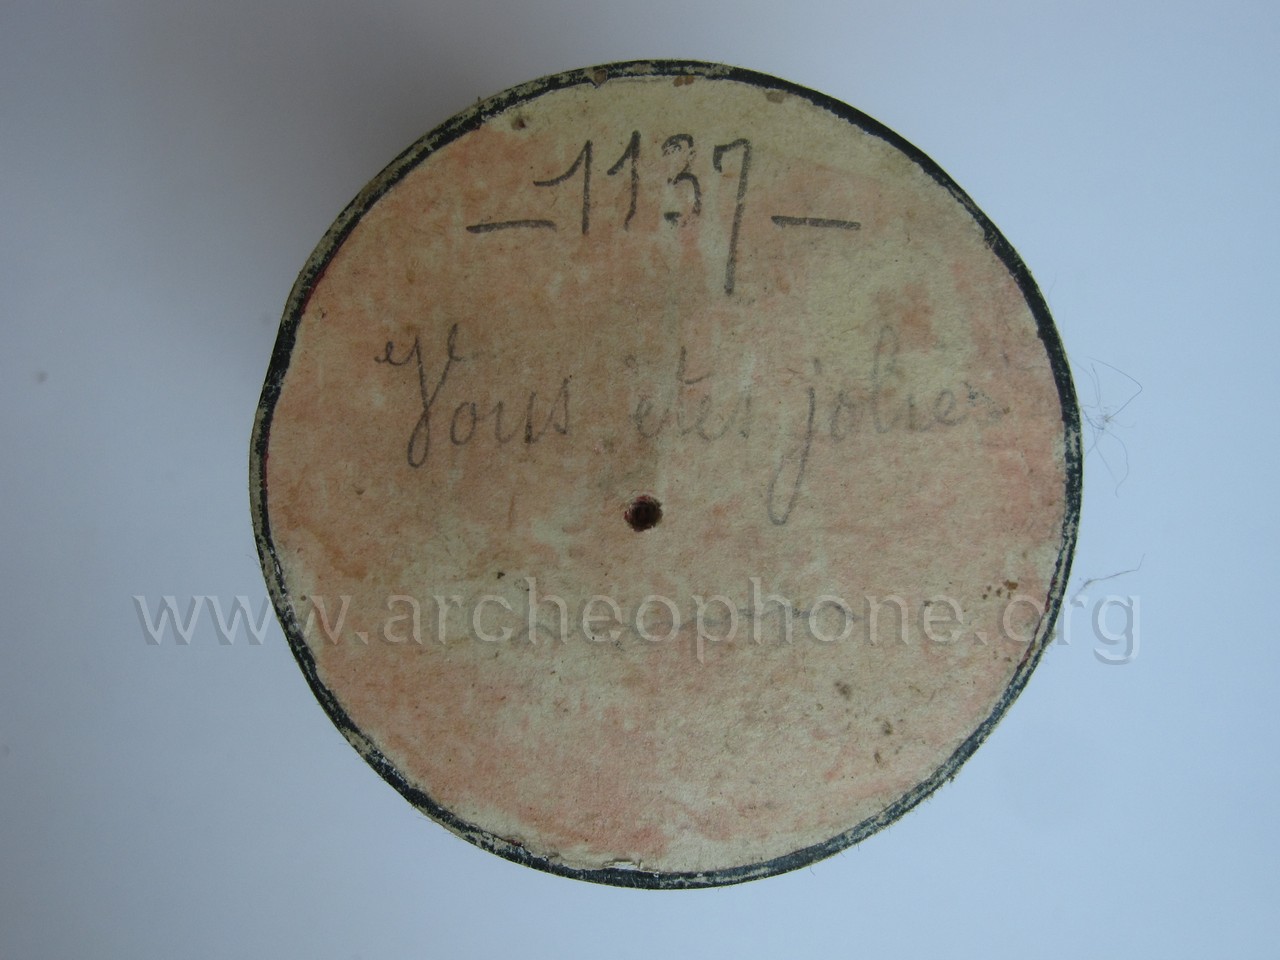 — 1137 —
Vous êtes jolie
www.archeophone.org